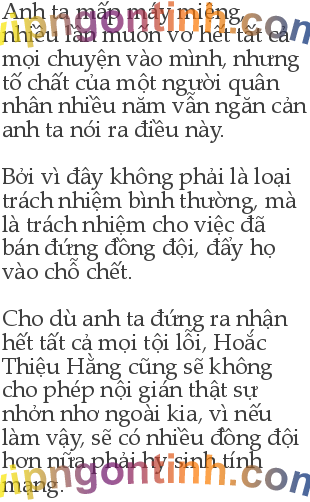 Anh ta mấp máy miệng,
nhiều lần muốn vơ hết tất cả
mọi chuyện vào mình, nhưng
tố chất của một người quân
nhân nhiều năm vẫn ngăn cản
anh ta nói ra điều này.
Bởi vì đây không phải là loại
trách nhiệm bình thường, mà
là trách nhiệm cho việc đã
bán đứng đồng đội, đẩy họ
vào chỗ chết.
Cho dù anh ta đứng ra nhận
hết tất cả mọi tội lỗi, Hoắc
Thiệu Hằng cũng sẽ không
cho phép nội gián thật sự
nhởn nhơ ngoài kia, vì nếu
làm vậy, sẽ có nhiều đồng đội
hơn nữa phải hy sinh tính
mạng.
vipngontinh.com
vipngontinh.com